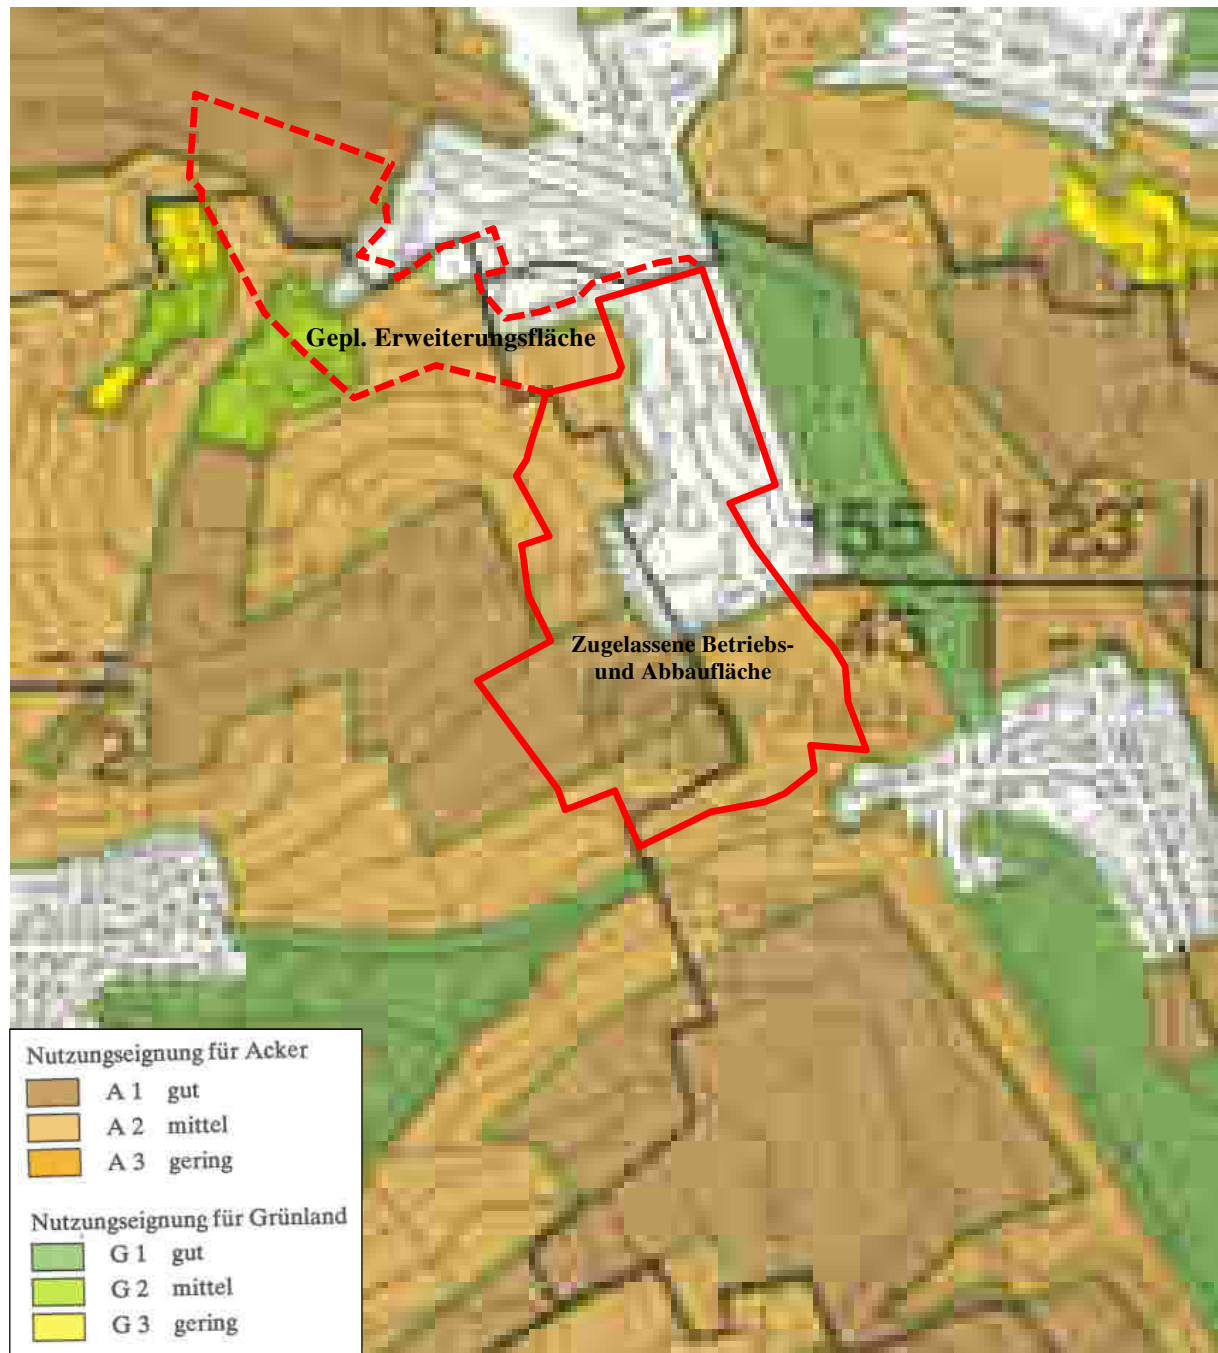 Gepl. Erweiterungsfläche
155
123
Zugelassene Betriebs-
und Abbaufläche
2
Nutzungseignung für Acker
A 1 gut
A 2 mittel
A 3 gering
Nutzungseignung für Grünland
G 1 gut
G 2 mittel
G 3 gering